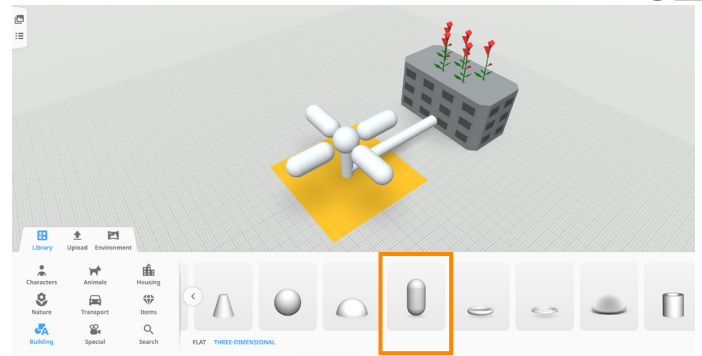 Library Upload Environment
Characters Animals Housing
Nature Transport Items
Building Special Search
FLAT THREE-DIMENSIONAL